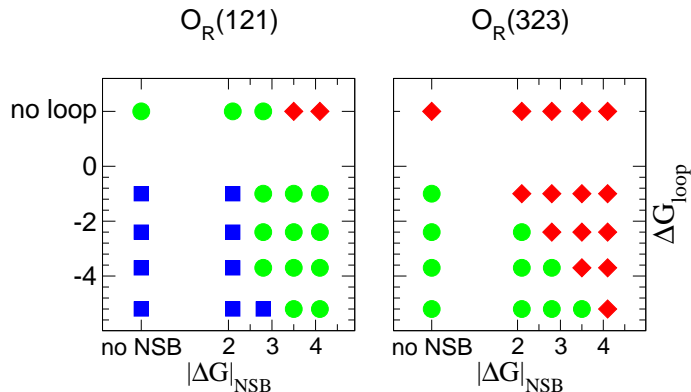 O_R(121)
O_R(323)
no loop
0
-2
-4
ΔG_loop
no NSB 2 3 4
no NSB 2 3 4
|ΔG|_NSB
|ΔG|_NSB